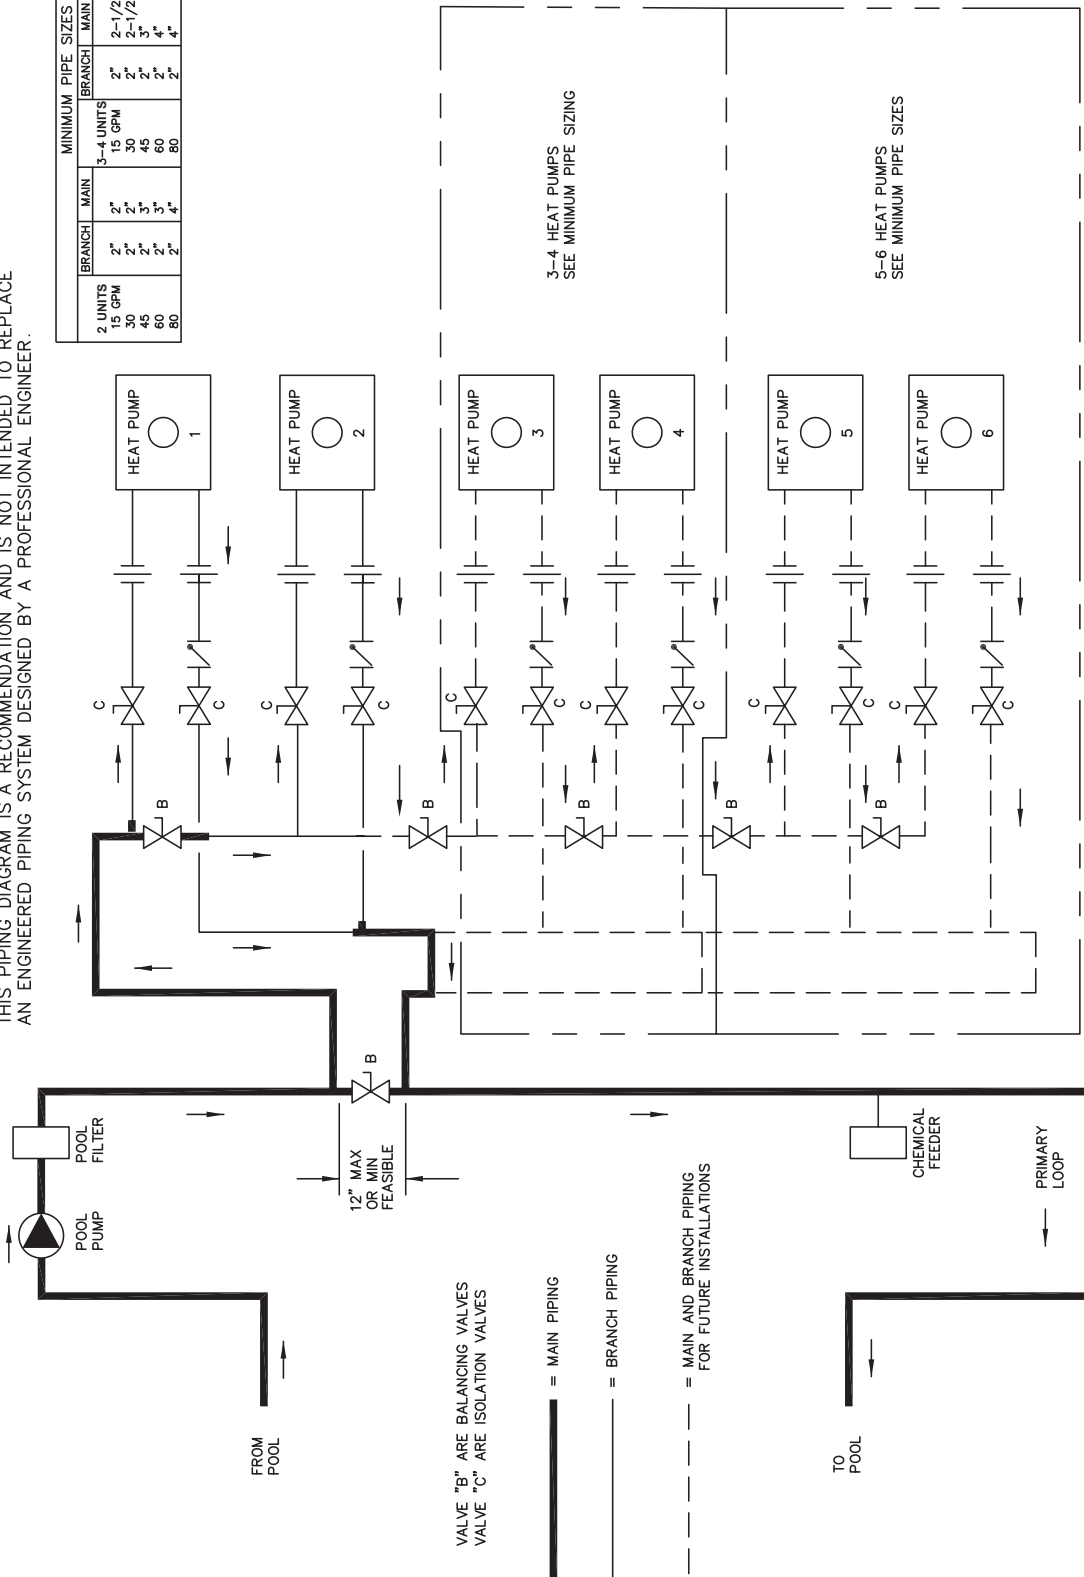 THIS PIPING DIAGRAM IS A RECOMMENDATION AND IS NOT INTENDED TO REPLACE
AN ENGINEERED PIPING SYSTEM DESIGNED BY A PROFESSIONAL ENGINEER.
MINIMUM PIPE SIZES
BRANCH MAIN BRANCH MAIN
2 UNITS 3-4 UNITS
15 GPM 2" 2" 15 GPM 2" 2-1/2
30 2" 2" 30 2" 2-1/2
45 2" 3" 45 2" 3"
60 2" 3" 60 2" 4"
80 2" 4" 80 2" 4"
HEAT PUMP
1
C
C
B
HEAT PUMP
2
C
C
B
HEAT PUMP
3
C
C
B
HEAT PUMP
4
C
C
B
HEAT PUMP
5
C
C
B
HEAT PUMP
6
C
C
3-4 HEAT PUMPS
SEE MINIMUM PIPE SIZING
5-6 HEAT PUMPS
SEE MINIMUM PIPE SIZES
POOL
FILTER
POOL
PUMP
B
12" MAX
OR MIN
FEASIBLE
CHEMICAL
FEEDER
PRIMARY
LOOP
FROM
POOL
TO
POOL
VALVE "B" ARE BALANCING VALVES
VALVE "C" ARE ISOLATION VALVES
= MAIN PIPING
= BRANCH PIPING
= MAIN AND BRANCH PIPING
FOR FUTURE INSTALLATIONS